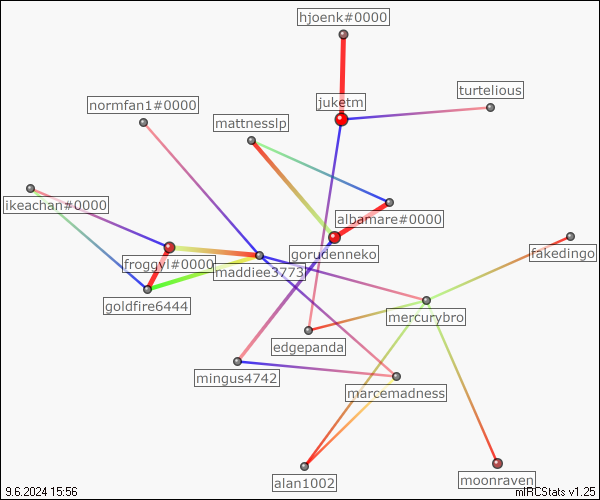 hjoenk#0000
turtelious
normfan1#0000
juketm
mattnesslp
ikeachan#0000
albamare#0000
gorudenneko
fakedingo
froggyl#0000
maddiee3773
goldfire6444
mercurybro
edgepanda
mingus4742
marcemadness
alan1002
moonraven
9.6.2024 15:56
mIRCStats v1.25